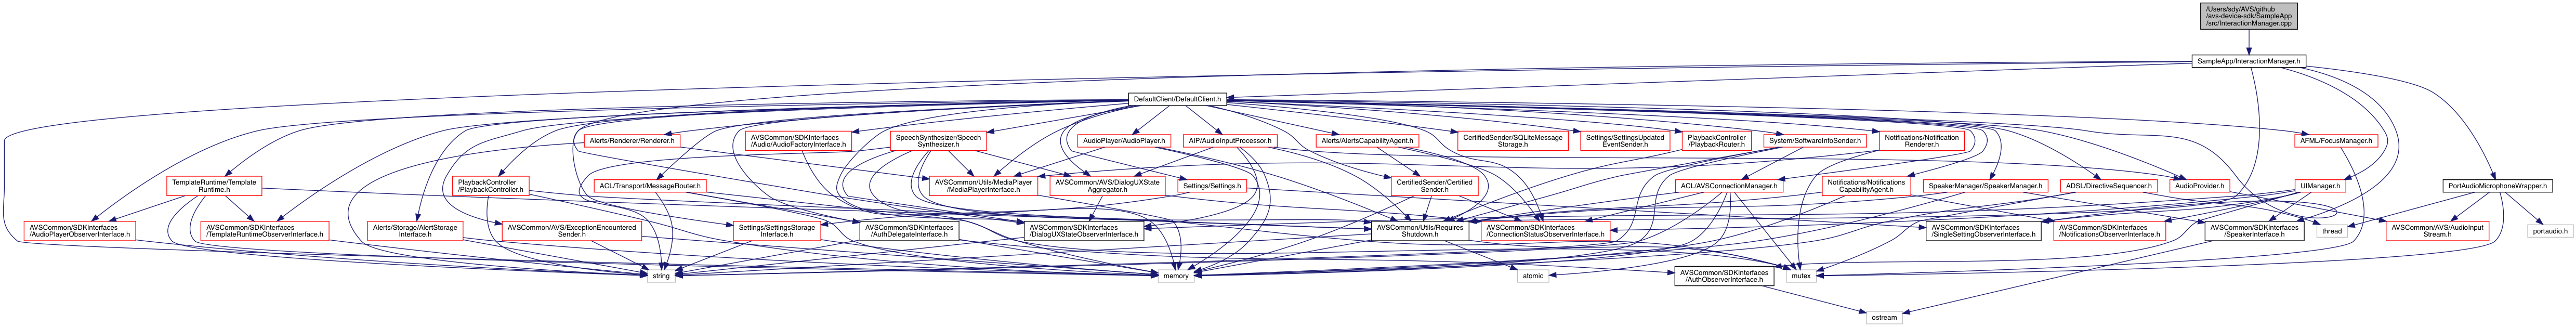 /Users/sdy/AVS/github
/avs-device-sdk/SampleApp
/src/InteractionManager.cpp
SampleApp/InteractionManager.h
DefaultClient/DefaultClient.h
Alerts/Renderer/Renderer.h
AVSCommon/SDKInterfaces
/Audio/AudioFactoryInterface.h
SpeechSynthesizer/Speech
Synthesizer.h
AudioPlayer/AudioPlayer.h
AIP/AudioInputProcessor.h
Alerts/AlertsCapabilityAgent.h
CertifiedSender/SQLiteMessage
Storage.h
Settings/SettingsUpdated
EventSender.h
PlaybackController
/PlaybackRouter.h
System/SoftwareInfoSender.h
Notifications/Notification
Renderer.h
AFML/FocusManager.h
TemplateRuntime/Template
Runtime.h
PlaybackController
/PlaybackController.h
ACL/Transport/MessageRouter.h
AVSCommon/Utils/MediaPlayer
/MediaPlayerInterface.h
AVSCommon/AVS/DialogUXState
Aggregator.h
Settings/Settings.h
CertifiedSender/Certified
Sender.h
ACL/AVSConnectionManager.h
Notifications/Notifications
CapabilityAgent.h
SpeakerManager/SpeakerManager.h
ADSL/DirectiveSequencer.h
AudioProvider.h
UIManager.h
PortAudioMicrophoneWrapper.h
AVSCommon/SDKInterfaces
/AudioPlayerObserverInterface.h
AVSCommon/SDKInterfaces
/TemplateRuntimeObserverInterface.h
Alerts/Storage/AlertStorage
Interface.h
AVSCommon/AVS/ExceptionEncountered
Sender.h
Settings/SettingsStorage
Interface.h
AVSCommon/SDKInterfaces
/AuthDelegateInterface.h
AVSCommon/SDKInterfaces
/DialogUXStateObserverInterface.h
AVSCommon/Utils/Requires
Shutdown.h
AVSCommon/SDKInterfaces
/ConnectionStatusObserverInterface.h
AVSCommon/SDKInterfaces
/SingleSettingObserverInterface.h
AVSCommon/SDKInterfaces
/NotificationsObserverInterface.h
AVSCommon/SDKInterfaces
/SpeakerInterface.h
thread
AVSCommon/AVS/AudioInput
Stream.h
portaudio.h
string
memory
atomic
AVSCommon/SDKInterfaces
/AuthObserverInterface.h
mutex
ostream